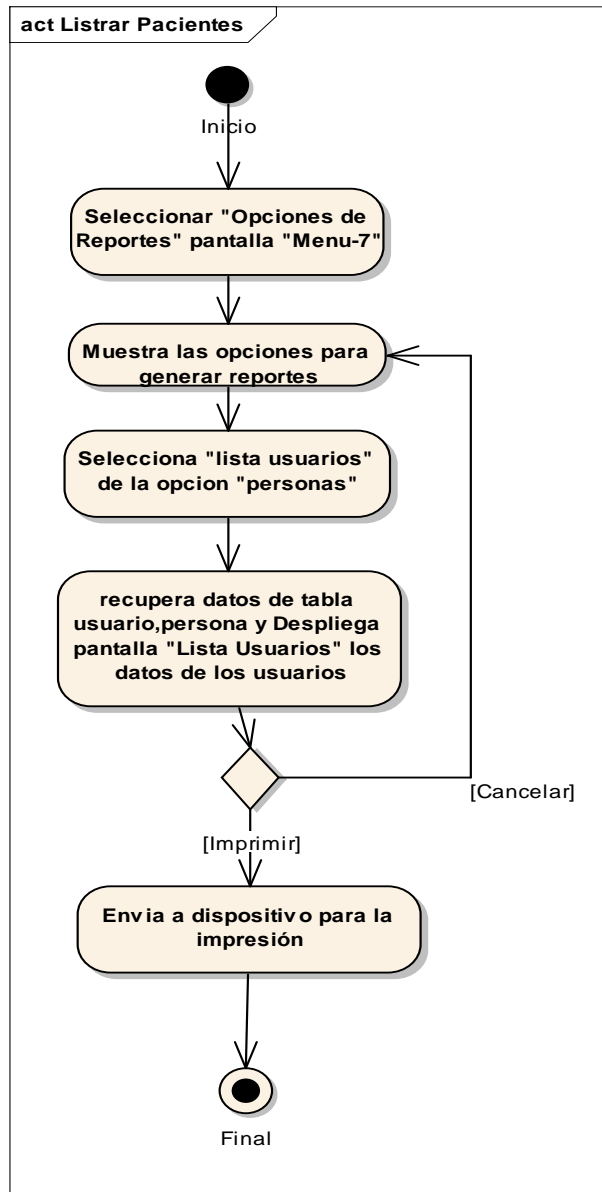 act Listrar Pacientes
Inicio
Seleccionar "Opciones de
Reportes" pantalla "Menu-7"
Muestra las opciones para
generar reportes
Selecciona "lista usuarios"
de la opcion "personas"
recupera datos de tabla
usuario,persona y Despliega
pantalla "Lista Usuarios" los
datos de los usuarios
[Cancelar]
[Imprimir]
Envia a dispositivo para la
impresión
Final